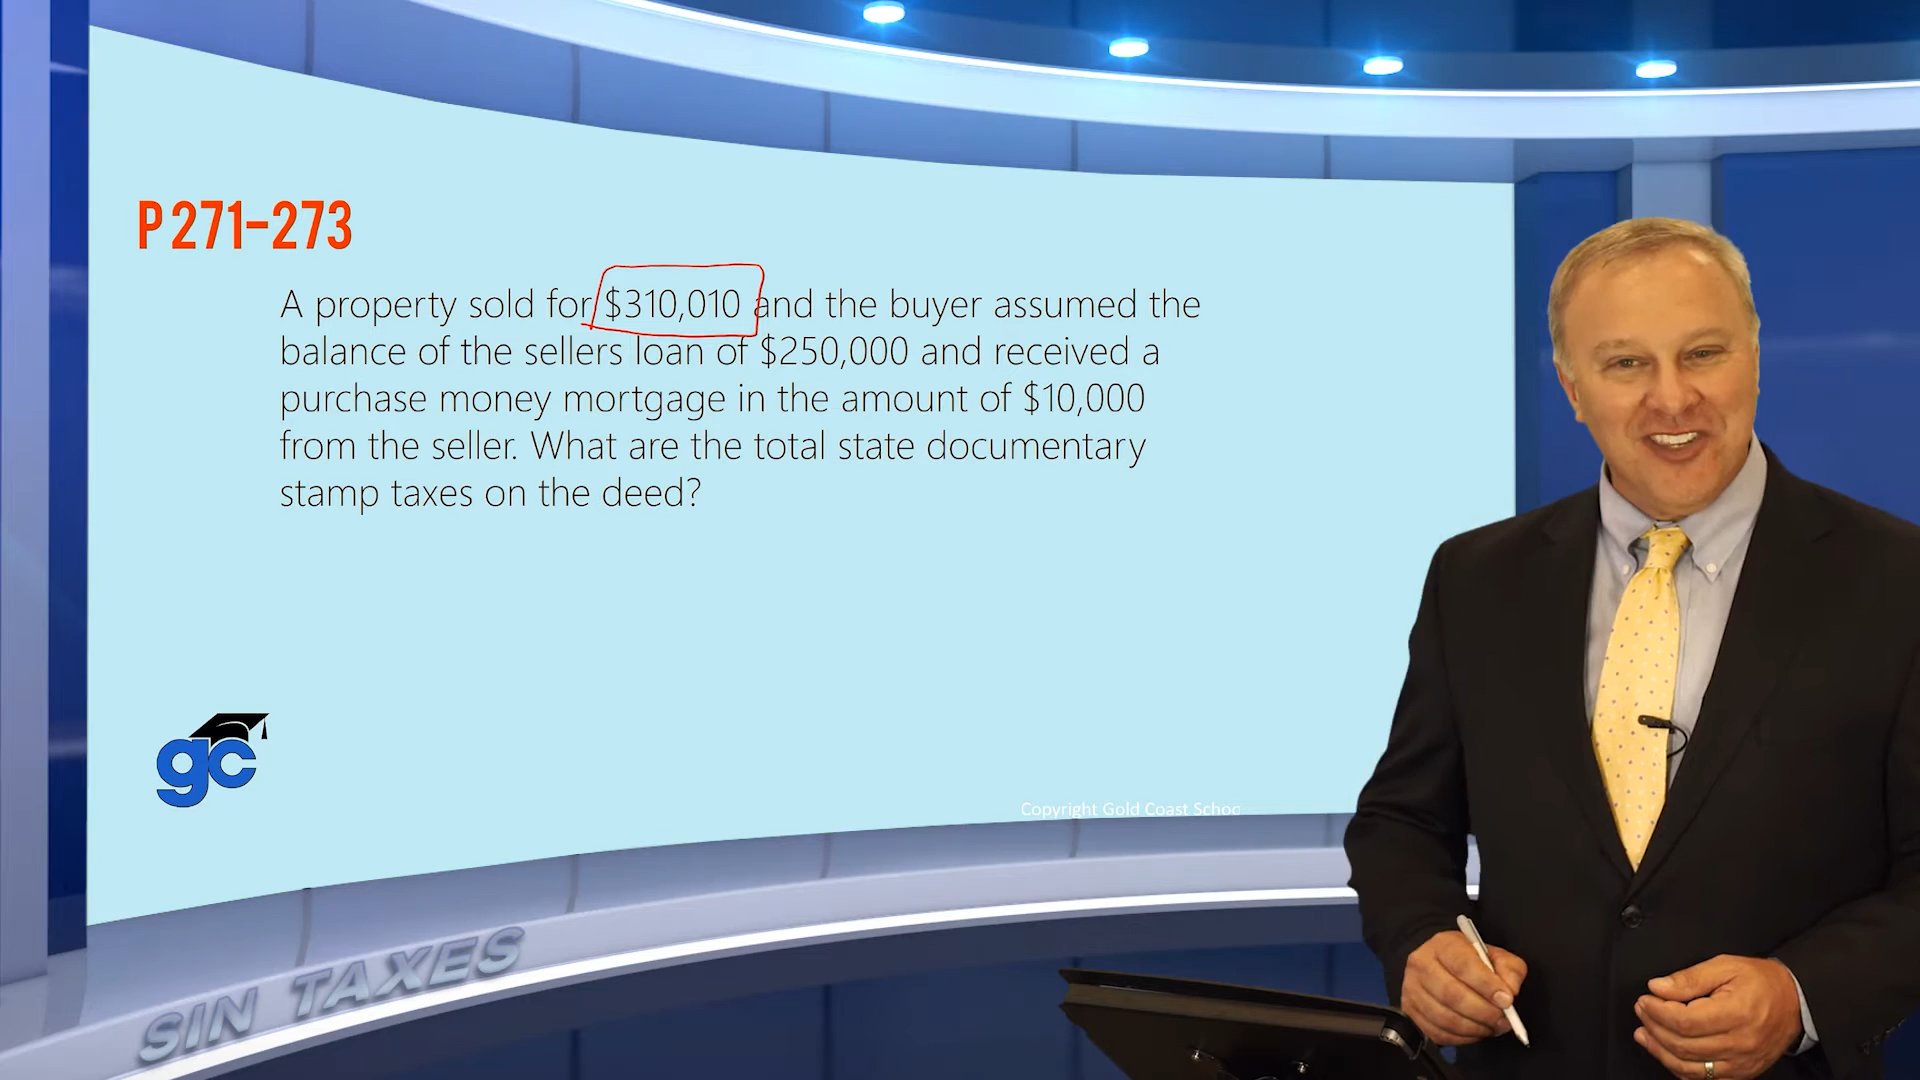 P 271-273
A property sold for $310,010 and the buyer assumed the
balance of the sellers loan of $250,000 and received a
purchase money mortgage in the amount of $10,000
from the seller. What are the total state documentary
stamp taxes on the deed?
gc
Copyright Gold Coast Schoo
SIN TAXES